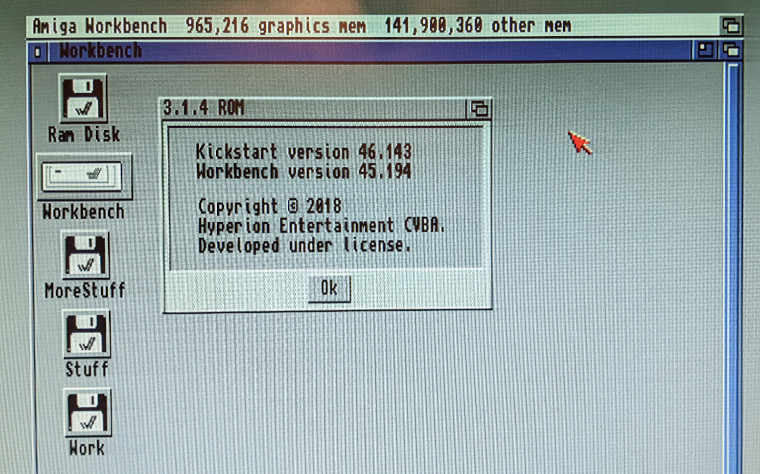 Amiga Workbench 965,216 graphics mem 141,900,360 other mem
Workbench
Ram Disk
Workbench
MoreStuff
Stuff
Work
3.1.4 ROM
Kickstart version 46.143
Workbench version 45.194
Copyright © 2018
Hyperion Entertainment CVBA.
Developed under license.
Ok